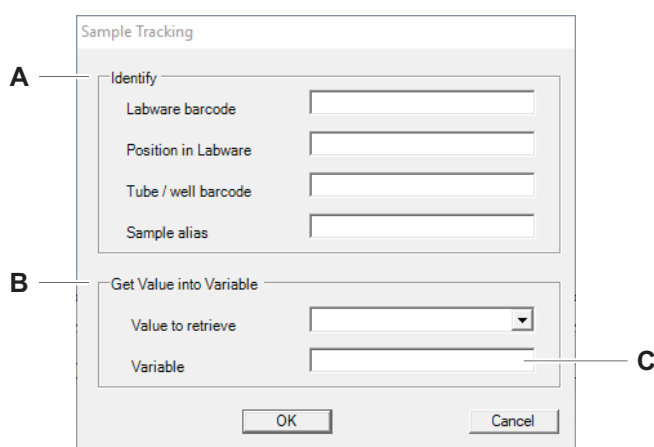 Sample Tracking
A
Identify
Labware barcode
Position in Labware
Tube / well barcode
Sample alias
B
Get Value into Variable
Value to retrieve
Variable
C
OK Cancel